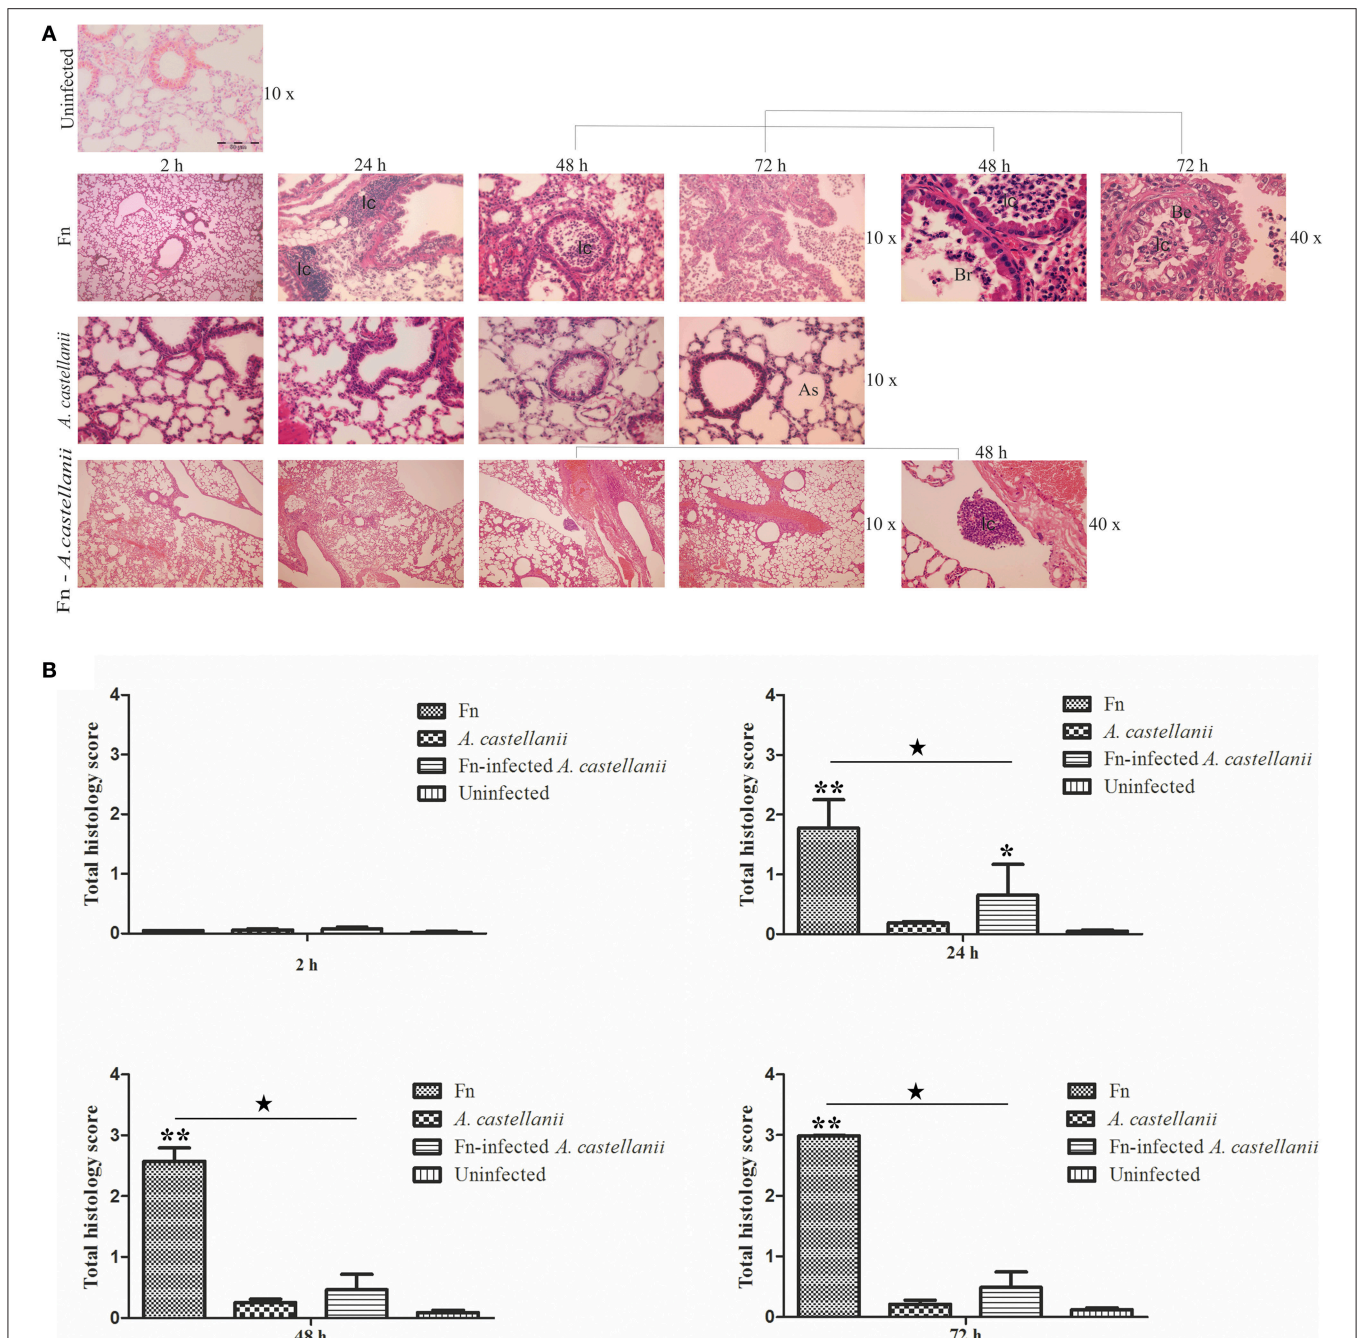 A
Uninfected
10 x
2 h
24 h
48 h
72 h
48 h
72 h
Fn
Ic
Ic
Ic
10 x
Ic
Br
Be
Ic
40 x
A. castellanii
As
10 x
48 h
Fn - A.castellanii
10 x
Ic
40 x
B
Total histology score
4
3
2
1
0
Fn
A. castellanii
Fn-infected A. castellanii
Uninfected
2 h
Total histology score
4
3
2
1
0
★
**
*
Fn
A. castellanii
Fn-infected A. castellanii
Uninfected
24 h
Total histology score
4
3
2
1
0
★
**
Fn
A. castellanii
Fn-infected A. castellanii
Uninfected
48 h
Total histology score
4
3
2
1
0
★
**
Fn
A. castellanii
Fn-infected A. castellanii
Uninfected
72 h